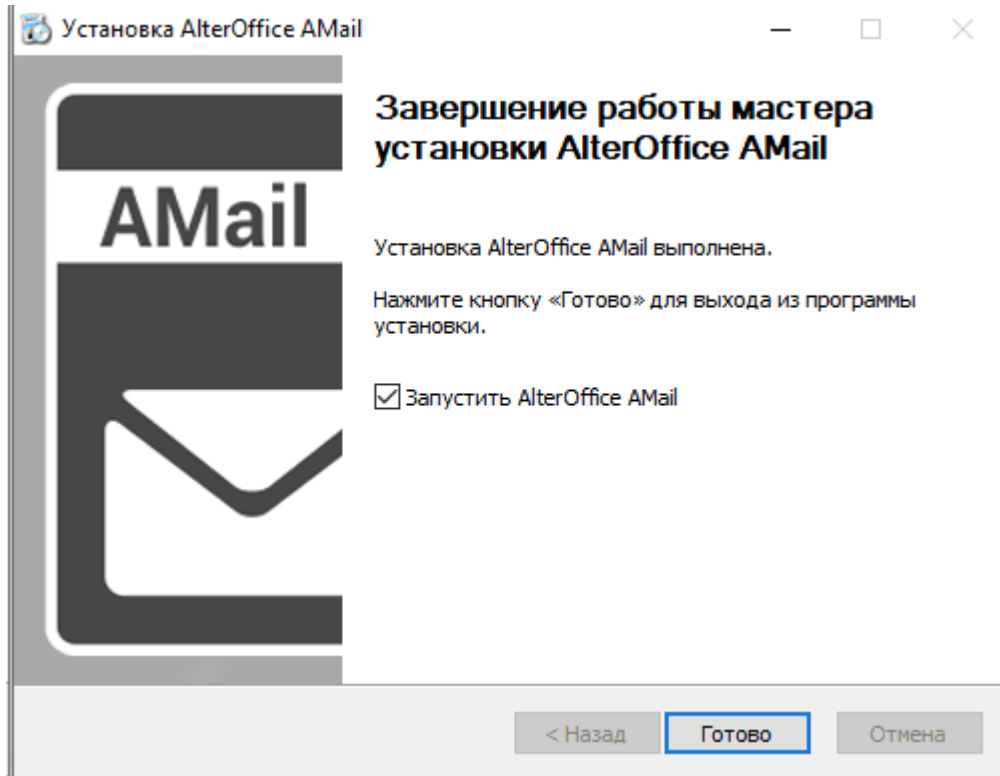 Установка AlterOffice AMail
AMail
Завершение работы мастера
установки AlterOffice AMail
Установка AlterOffice AMail выполнена.
Нажмите кнопку «Готово» для выхода из программы
установки.
Запустить AlterOffice AMail
< Назад
Готово
Отмена